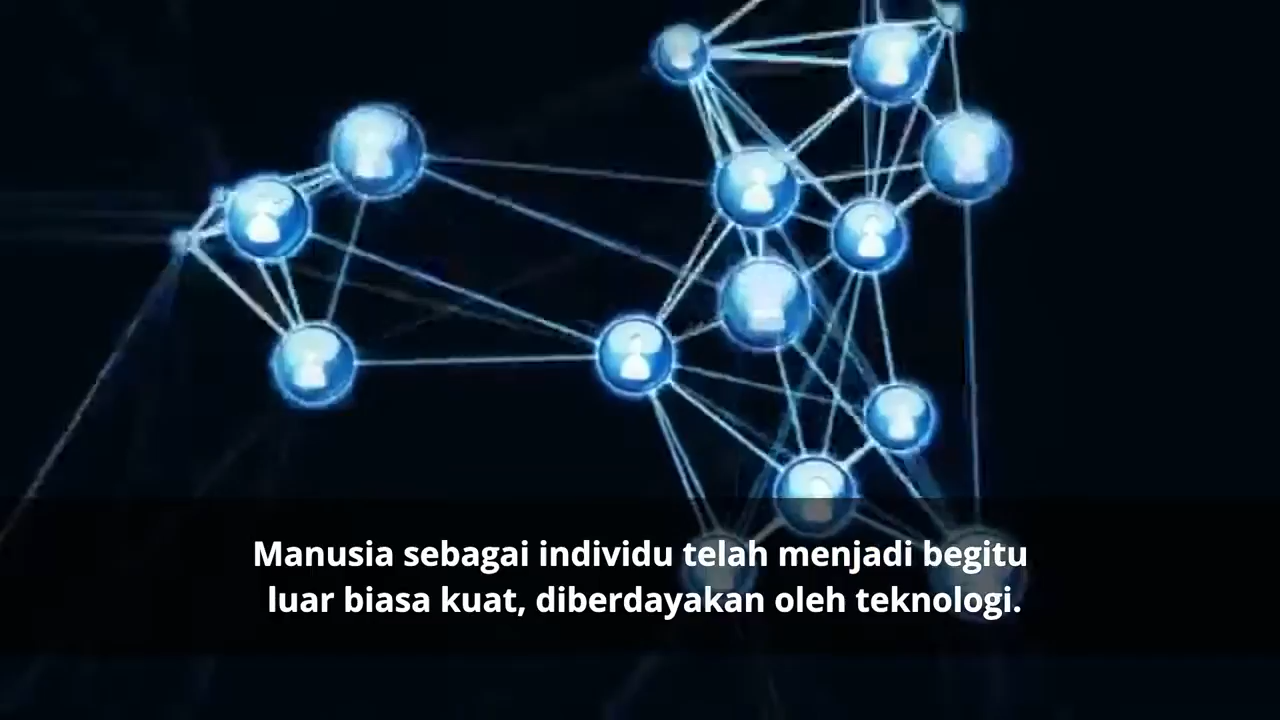 Manusia sebagai individu telah menjadi begitu
luar biasa kuat, diberdayakan oleh teknologi.